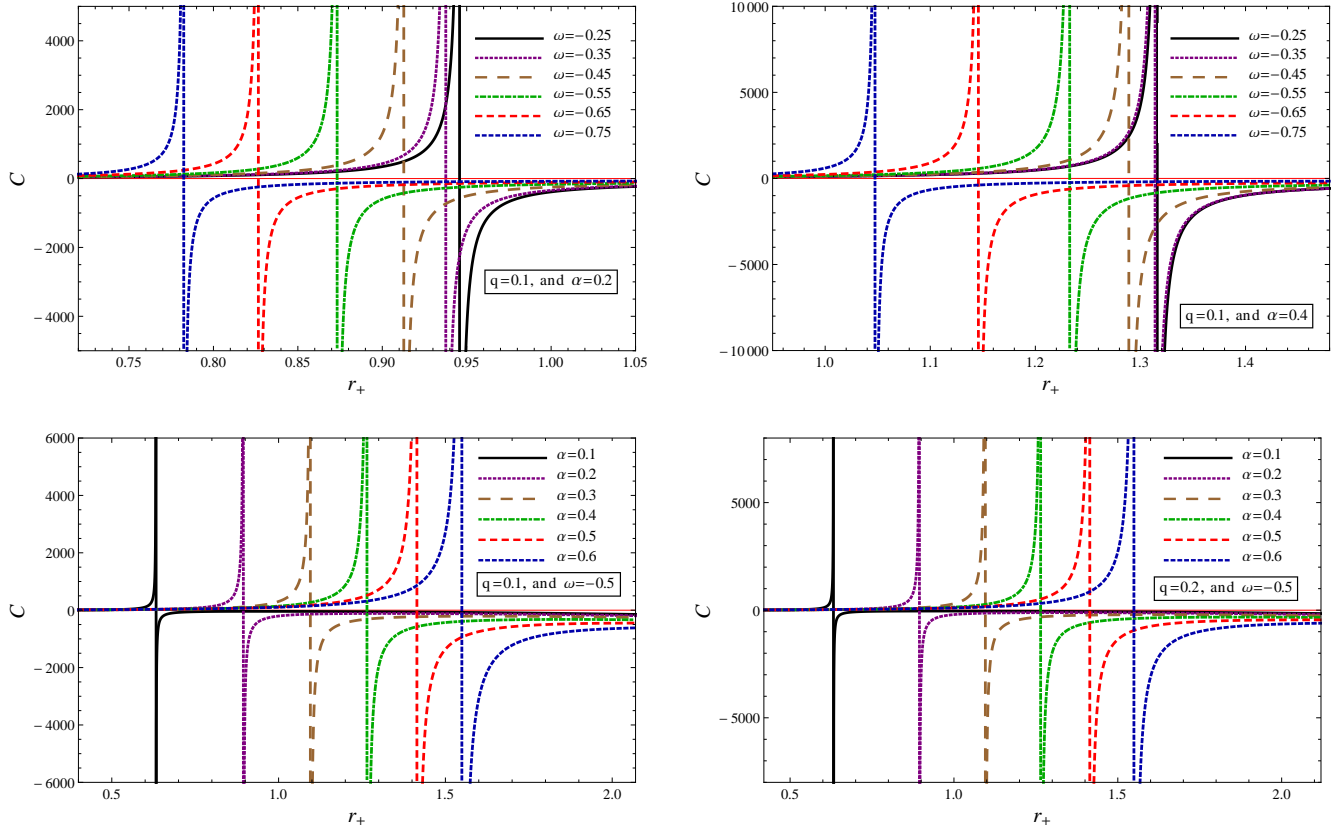 4000
2000
0
−2000
−4000
C
0.75
0.80
0.85
0.90
0.95
1.00
1.05
r+
ω=−0.25
ω=−0.35
ω=−0.45
ω=−0.55
ω=−0.65
ω=−0.75
q=0.1, and α=0.2
10 000
5000
0
−5000
−10 000
C
1.0
1.1
1.2
1.3
1.4
r+
ω=−0.25
ω=−0.35
ω=−0.45
ω=−0.55
ω=−0.65
ω=−0.75
q=0.1, and α=0.4
6000
4000
2000
0
−2000
−4000
−6000
C
0.5
1.0
1.5
2.0
r+
α=0.1
α=0.2
α=0.3
α=0.4
α=0.5
α=0.6
q=0.1, and ω=−0.5
5000
0
−5000
C
0.5
1.0
1.5
2.0
r+
α=0.1
α=0.2
α=0.3
α=0.4
α=0.5
α=0.6
q=0.2, and ω=−0.5